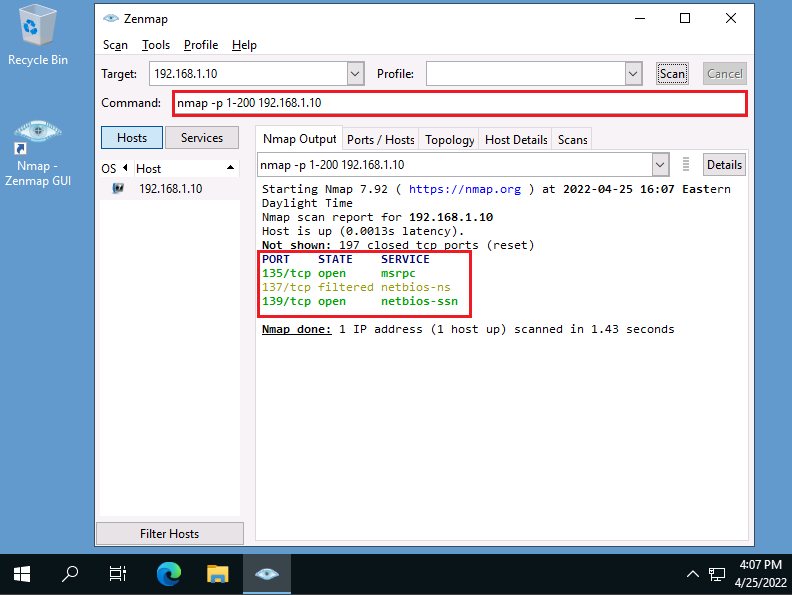 Recycle Bin
Nmap -
Zenmap GUI
Zenmap
Scan Tools Profile Help
Target: 192.168.1.10 Profile: Scan Cancel
Command: nmap -p 1-200 192.168.1.10
Hosts Services
OS Host
192.168.1.10
Filter Hosts
Nmap Output Ports / Hosts Topology Host Details Scans
nmap -p 1-200 192.168.1.10 Details
Starting Nmap 7.92 ( https://nmap.org ) at 2022-04-25 16:07 Eastern
Daylight Time
Nmap scan report for 192.168.1.10
Host is up (0.0013s latency).
Not shown: 197 closed tcp ports (reset)
PORT STATE SERVICE
135/tcp open msrpc
137/tcp filtered netbios-ns
139/tcp open netbios-ssn
Nmap done: 1 IP address (1 host up) scanned in 1.43 seconds
4:07 PM
4/25/2022